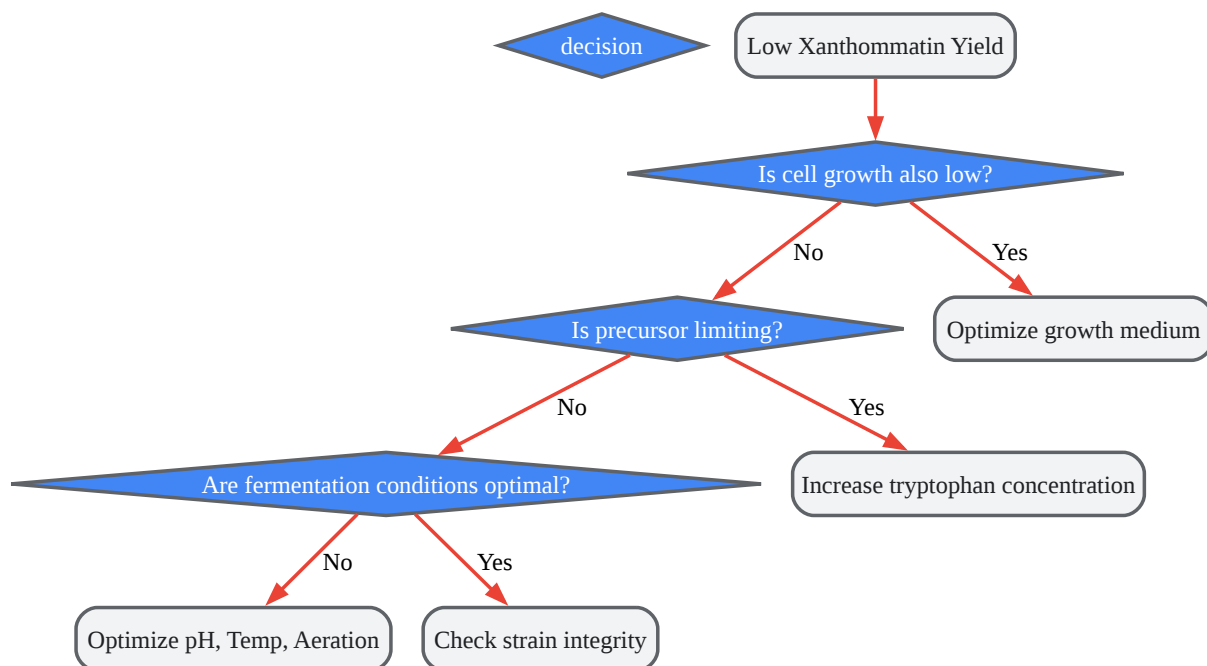 decision
Low Xanthommatin Yield
Is cell growth also low?
No
Yes
Is precursor limiting?
Optimize growth medium
No
Yes
Are fermentation conditions optimal?
Increase tryptophan concentration
No
Yes
Optimize pH, Temp, Aeration
Check strain integrity